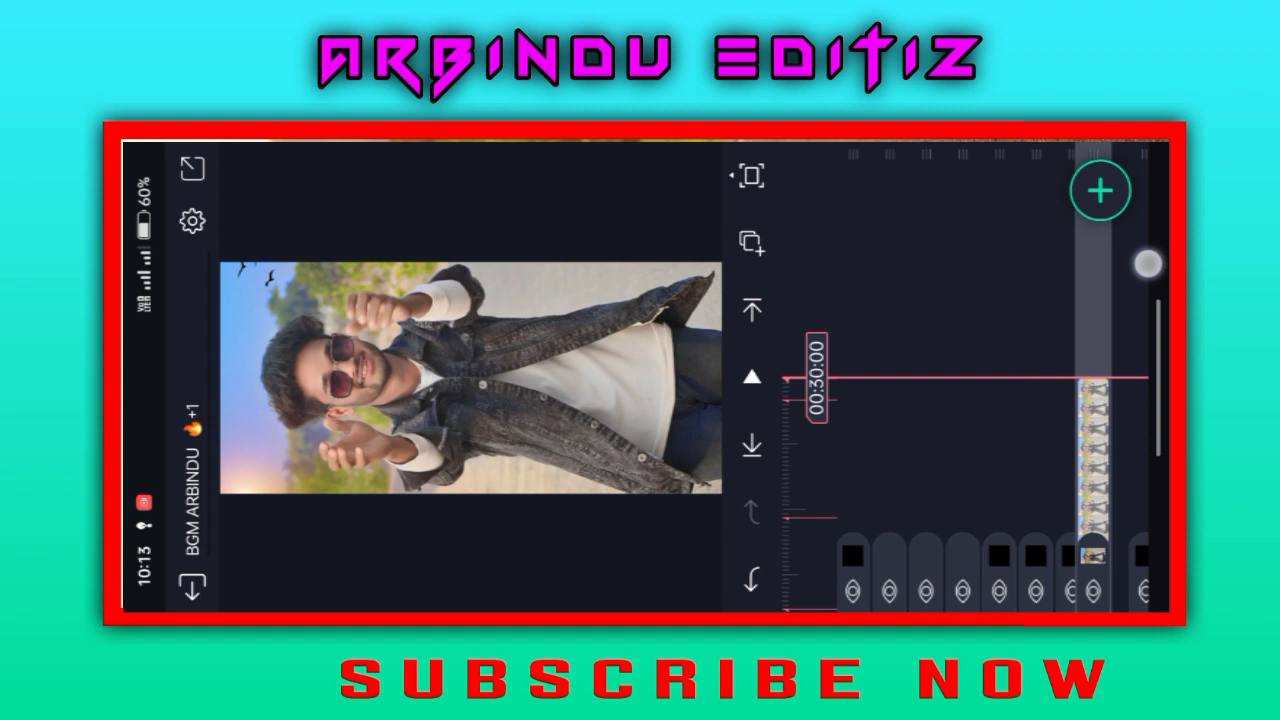 ARBINDU EDITIZ
10:13
60%
BGM ARBINDU 🔥+1
00:30:00
SUBSCRIBE NOW